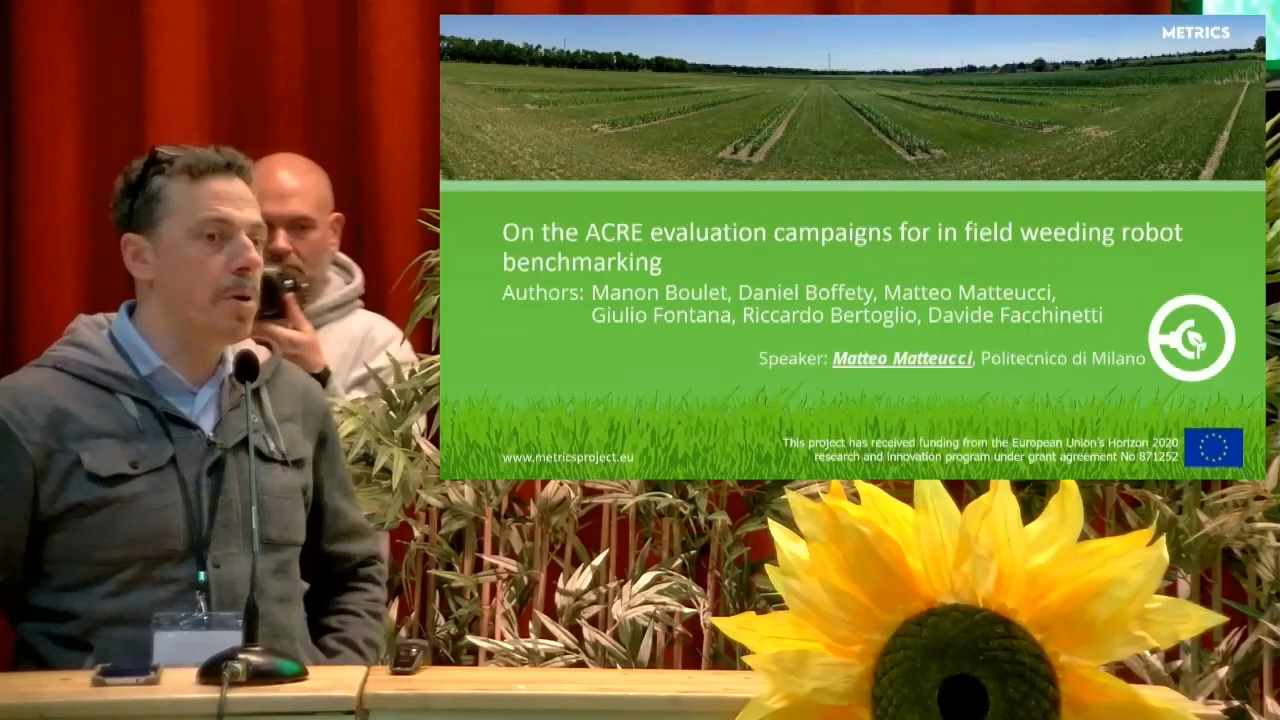 METRICS
On the ACRE evaluation campaigns for in field weeding robot
benchmarking
Authors: Manon Boulet, Daniel Boffety, Matteo Matteucci,
Giulio Fontana, Riccardo Bertoglio, Davide Facchinetti
Speaker: Matteo Matteucci, Politecnico di Milano
This project has received funding from the European Union's Horizon 2020
research and innovation program under grant agreement No 871252
www.metricsproject.eu